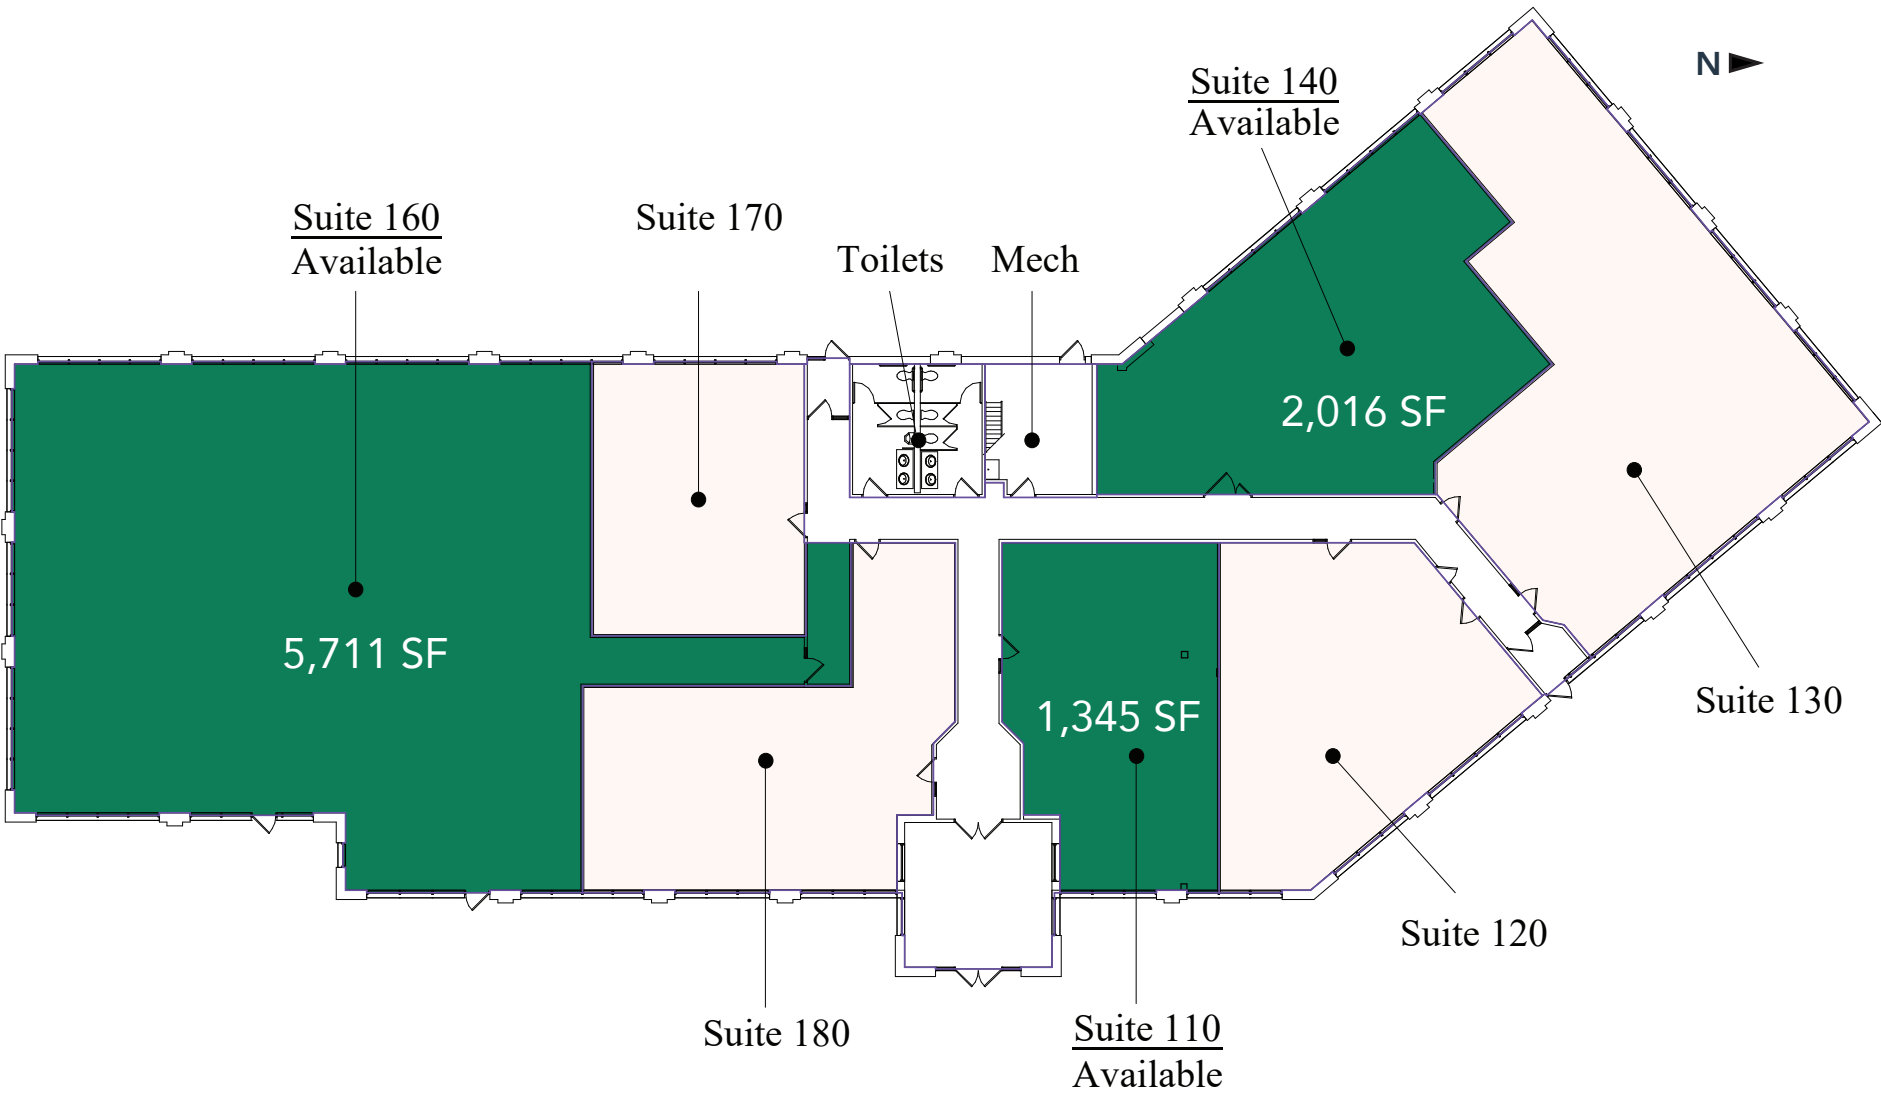 N
Suite 140
Available
Suite 160
Available
Suite 170
Toilets
Mech
2,016 SF
5,711 SF
1,345 SF
Suite 130
Suite 120
Suite 180
Suite 110
Available